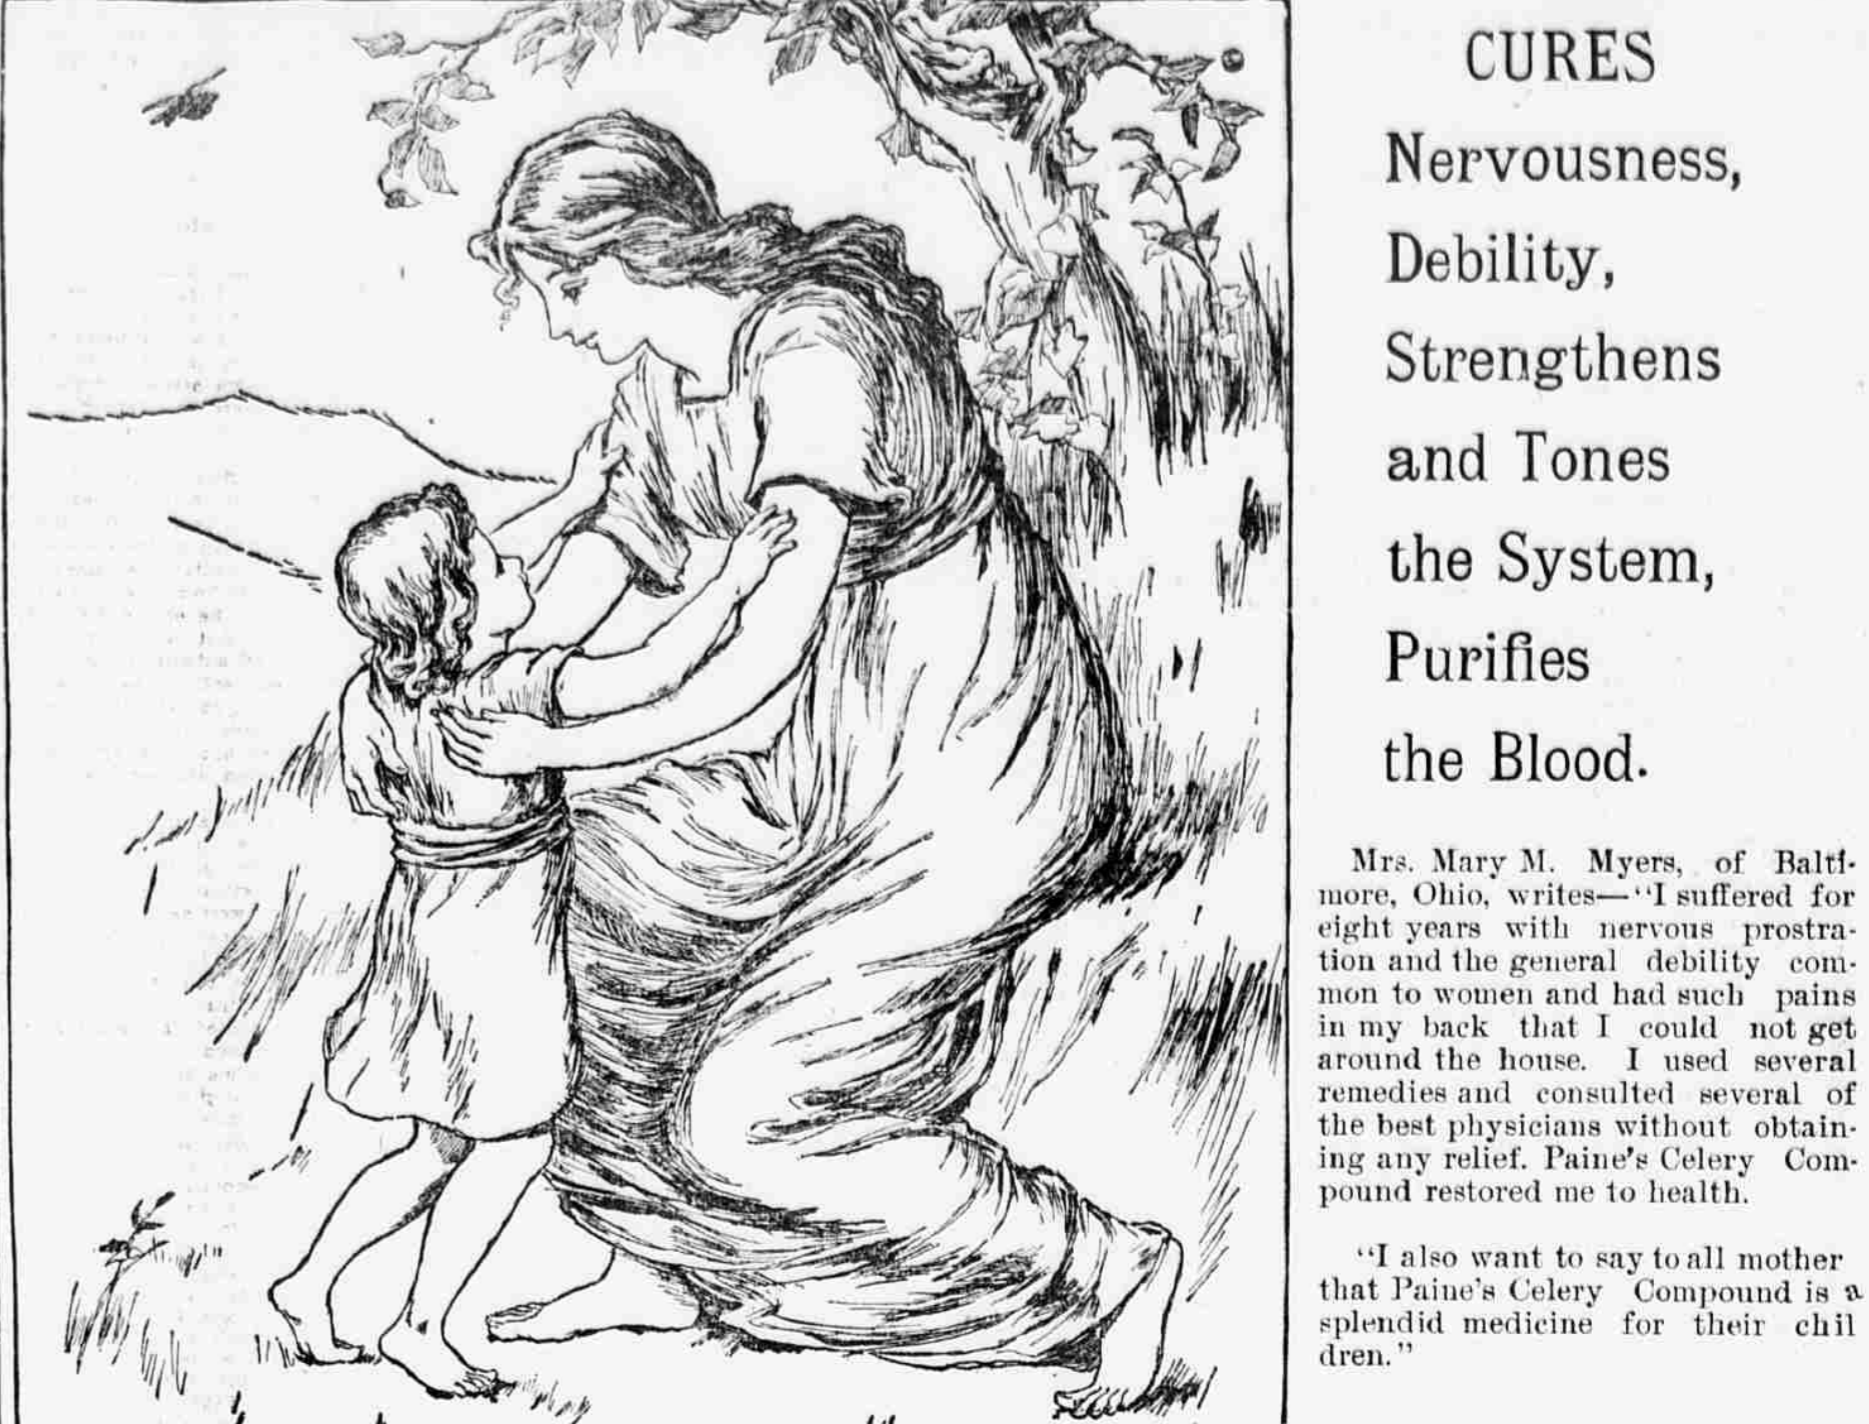 CURES
Nervousness,
Debility,
Strengthens
and Tones
the System,
Purifies
the Blood.
Mrs. Mary M. Myers, of Balti-
more, Ohio, writes—“I suffered for
eight years with nervous prostra-
tion and the general debility com-
mon to women and had such pains
in my back that I could not get
around the house. I used several
remedies and consulted several of
the best physicians without obtain-
ing any relief. Paine's Celery Com-
pound restored me to health.
“I also want to say to all mother
that Paine's Celery Compound is a
splendid medicine for their chil
dren.”